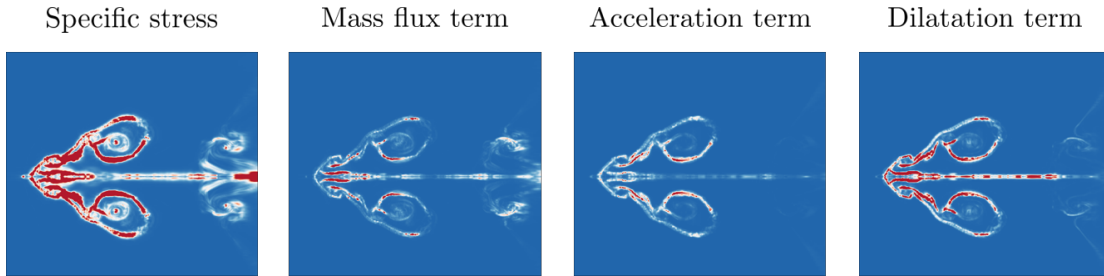 Specific stress
Mass flux term
Acceleration term
Dilatation term